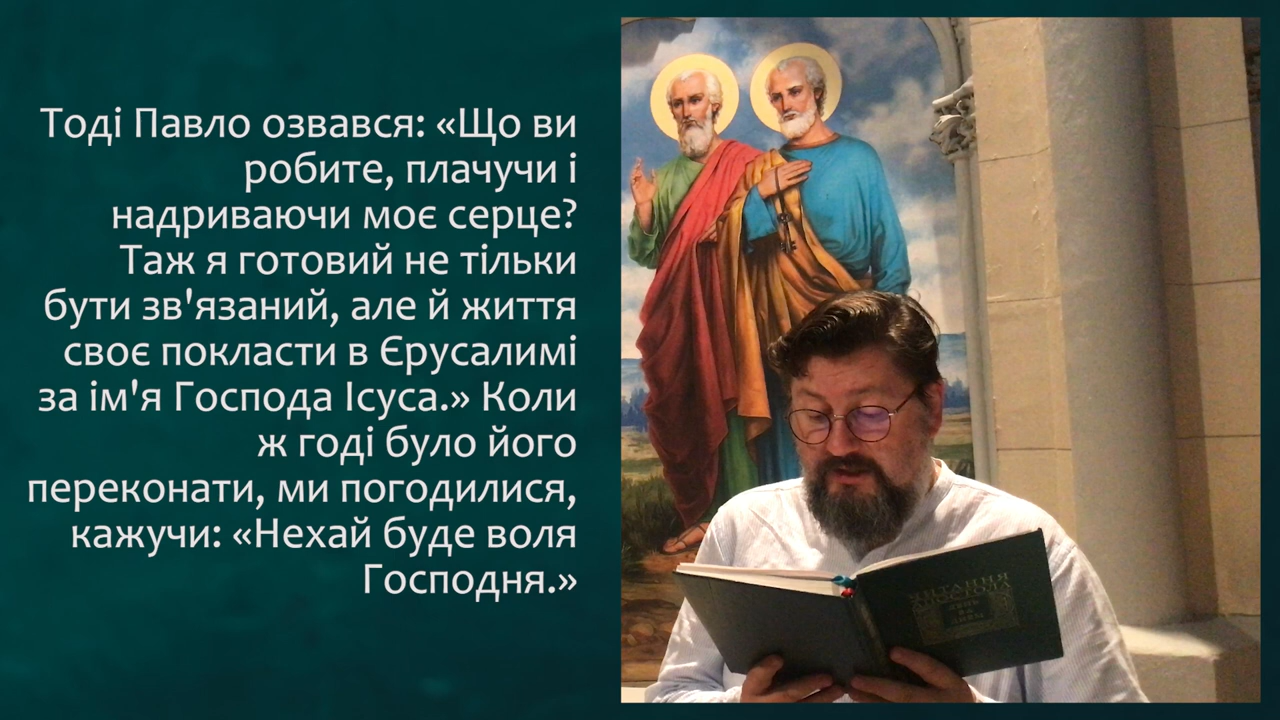 Тоді Павло озвався: «Що ви
робите, плачучи і
надриваючи моє серце?
Таж я готовий не тільки
бути зв'язаний, але й життя
своє покласти в Єрусалимі
за ім'я Господа Ісуса.» Коли
ж годі було його
переконати, ми погодилися,
кажучи: «Нехай буде воля
Господня.»
ЧИТАННЯ
АПОСТОЛА